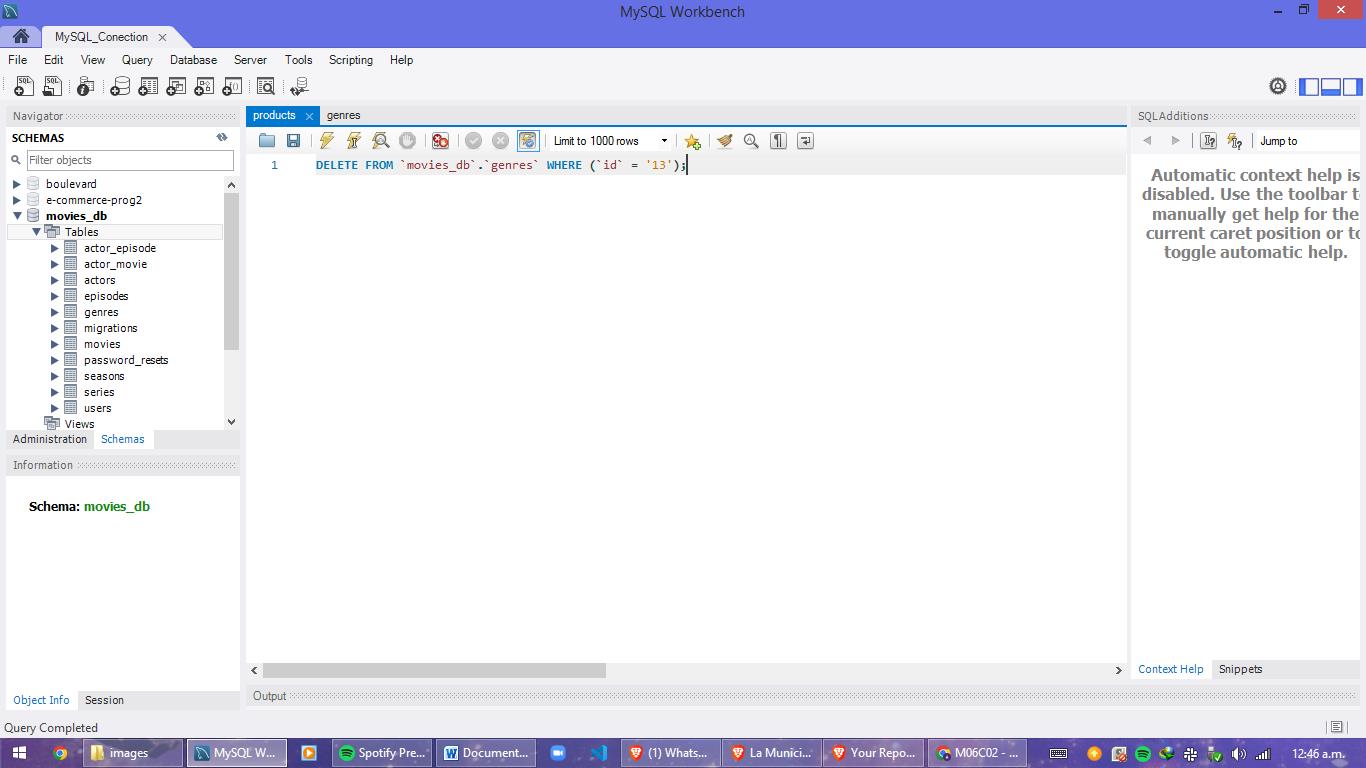 MySQL Workbench
MySQL_Conection
File Edit View Query Database Server Tools Scripting Help
Navigator
SCHEMAS
Filter objects
boulevard
e-commerce-prog2
movies_db
Tables
actor_episode
actor_movie
actors
episodes
genres
migrations
movies
password_resets
seasons
series
users
Views
Administration Schemas
Information
Schema: movies_db
Object Info Session
products genres
Limit to 1000 rows
1 DELETE FROM `movies_db`.`genres` WHERE (`id` = '13');
Output
SQLAdditions
Jump to
Automatic context help is
disabled. Use the toolbar t
manually get help for the
current caret position or to
toggle automatic help.
Context Help Snippets
Query Completed
images MySQL W... Spotify Pre... Document... (1) Whats... La Munici... Your Repo... M06C02 - ... 12:46 a.m.